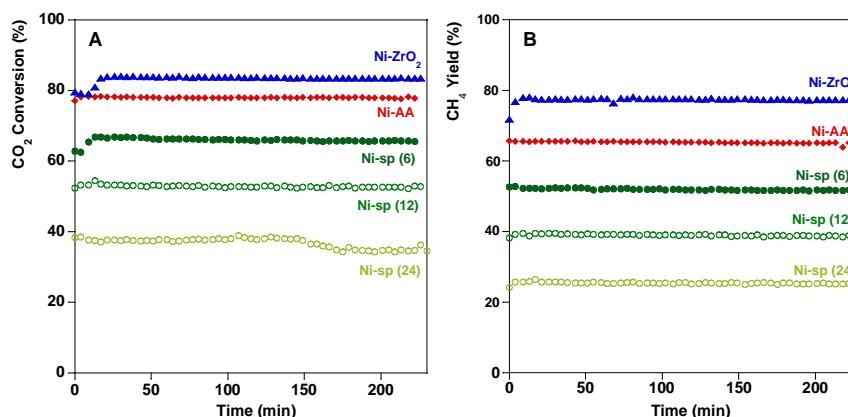 A
CO2 Conversion (%)
100
80
60
40
20
0
Ni-ZrO2
Ni-AA
Ni-sp (6)
Ni-sp (12)
Ni-sp (24)
0 50 100 150 200
Time (min)
B
CH4 Yield (%)
100
80
60
40
20
0
Ni-ZrO
Ni-AA
Ni-sp (6)
Ni-sp (12
Ni-sp (24
0 50 100 150 200
Time (min)